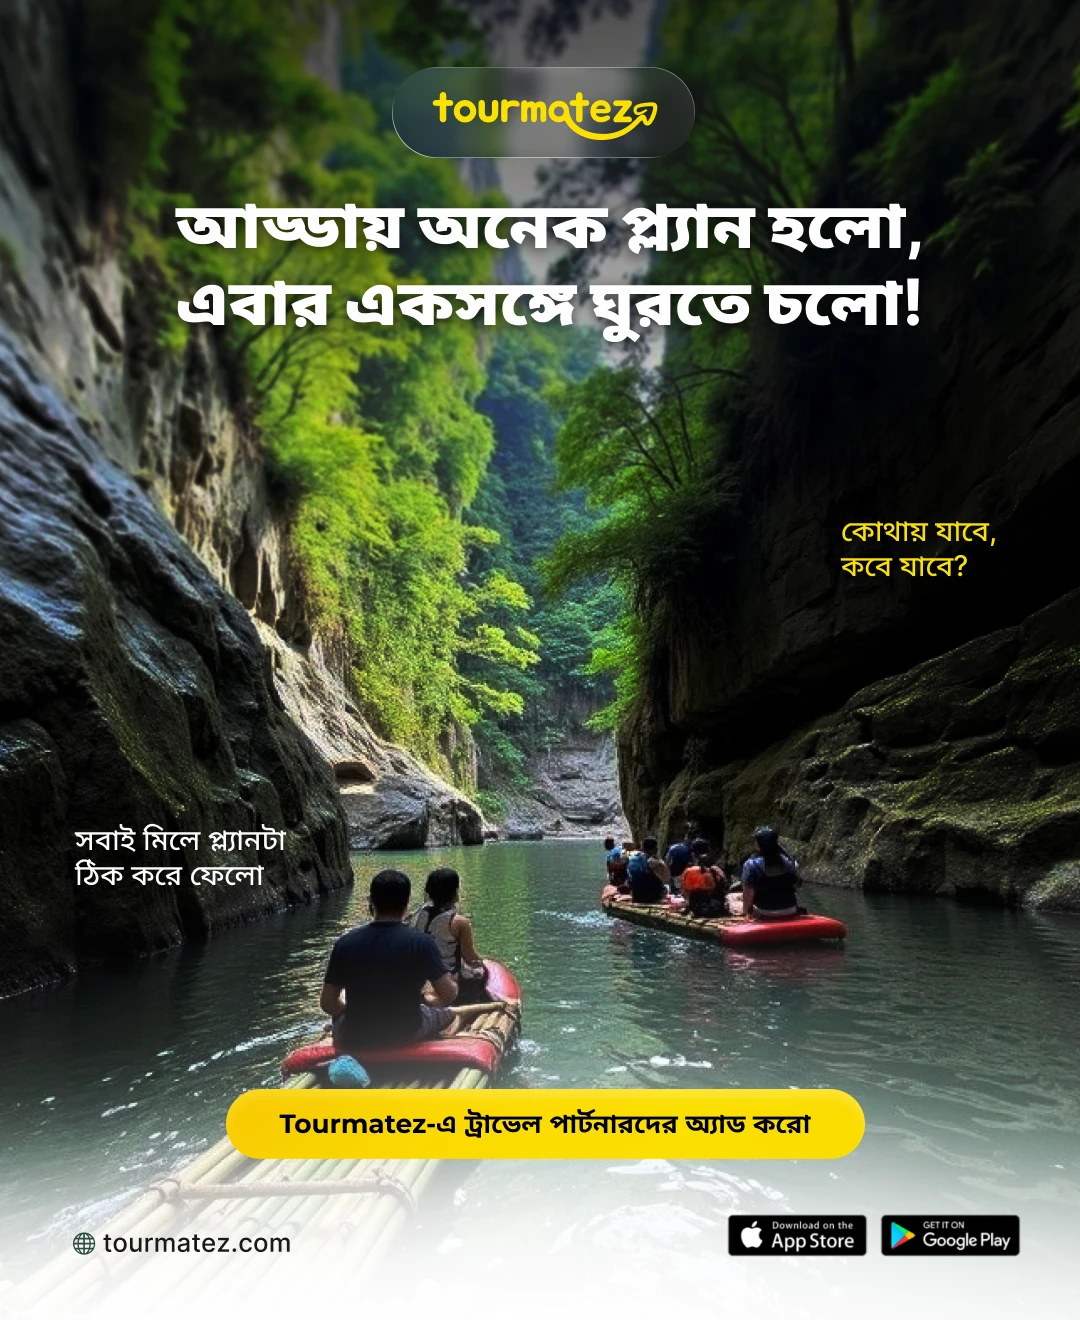 tourmatez
আড্ডায় অনেক প্ল্যান হলো,
এবার একসঙ্গে ঘুরতে চলো!
কোথায় যাবে,
কবে যাবে?
সবাই মিলে প্ল্যানটা
ঠিক করে ফেলো
Tourmatez-এ ট্রাভেল পার্টনারদের অ্যাড করো
tourmatez.com
Download on the
App Store
GET IT ON
Google Play